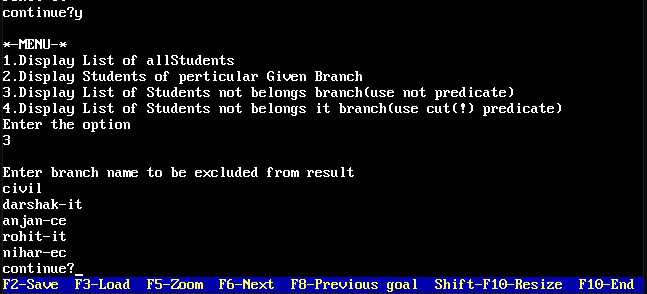 continue?y
*-MENU-*
1.Display List of allStudents
2.Display Students of perticular Given Branch
3.Display List of Students not belongs branch(use not predicate)
4.Display List of Students not belongs it branch(use cut(!) predicate)
Enter the option
3
Enter branch name to be excluded from result
civil
darshak-it
anjan-ce
rohit-it
nihar-ec
continue?_
F2-Save F3-Load F5-Zoom F6-Next F8-Previous goal Shift-F10-Resize F10-End